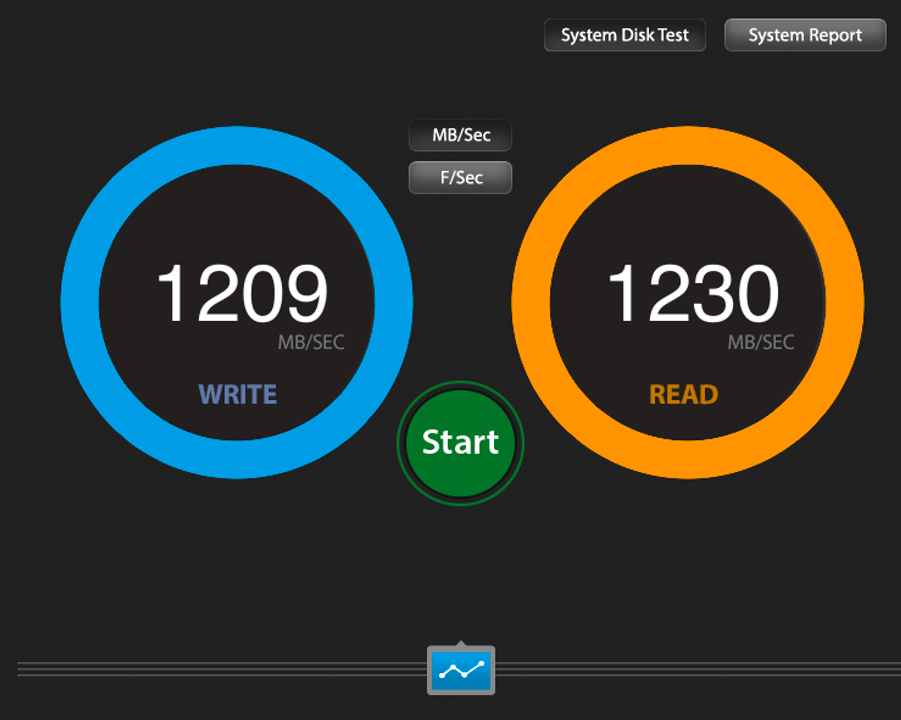 System Disk Test
System Report
MB/Sec
F/Sec
1209
MB/SEC
WRITE
1230
MB/SEC
READ
Start